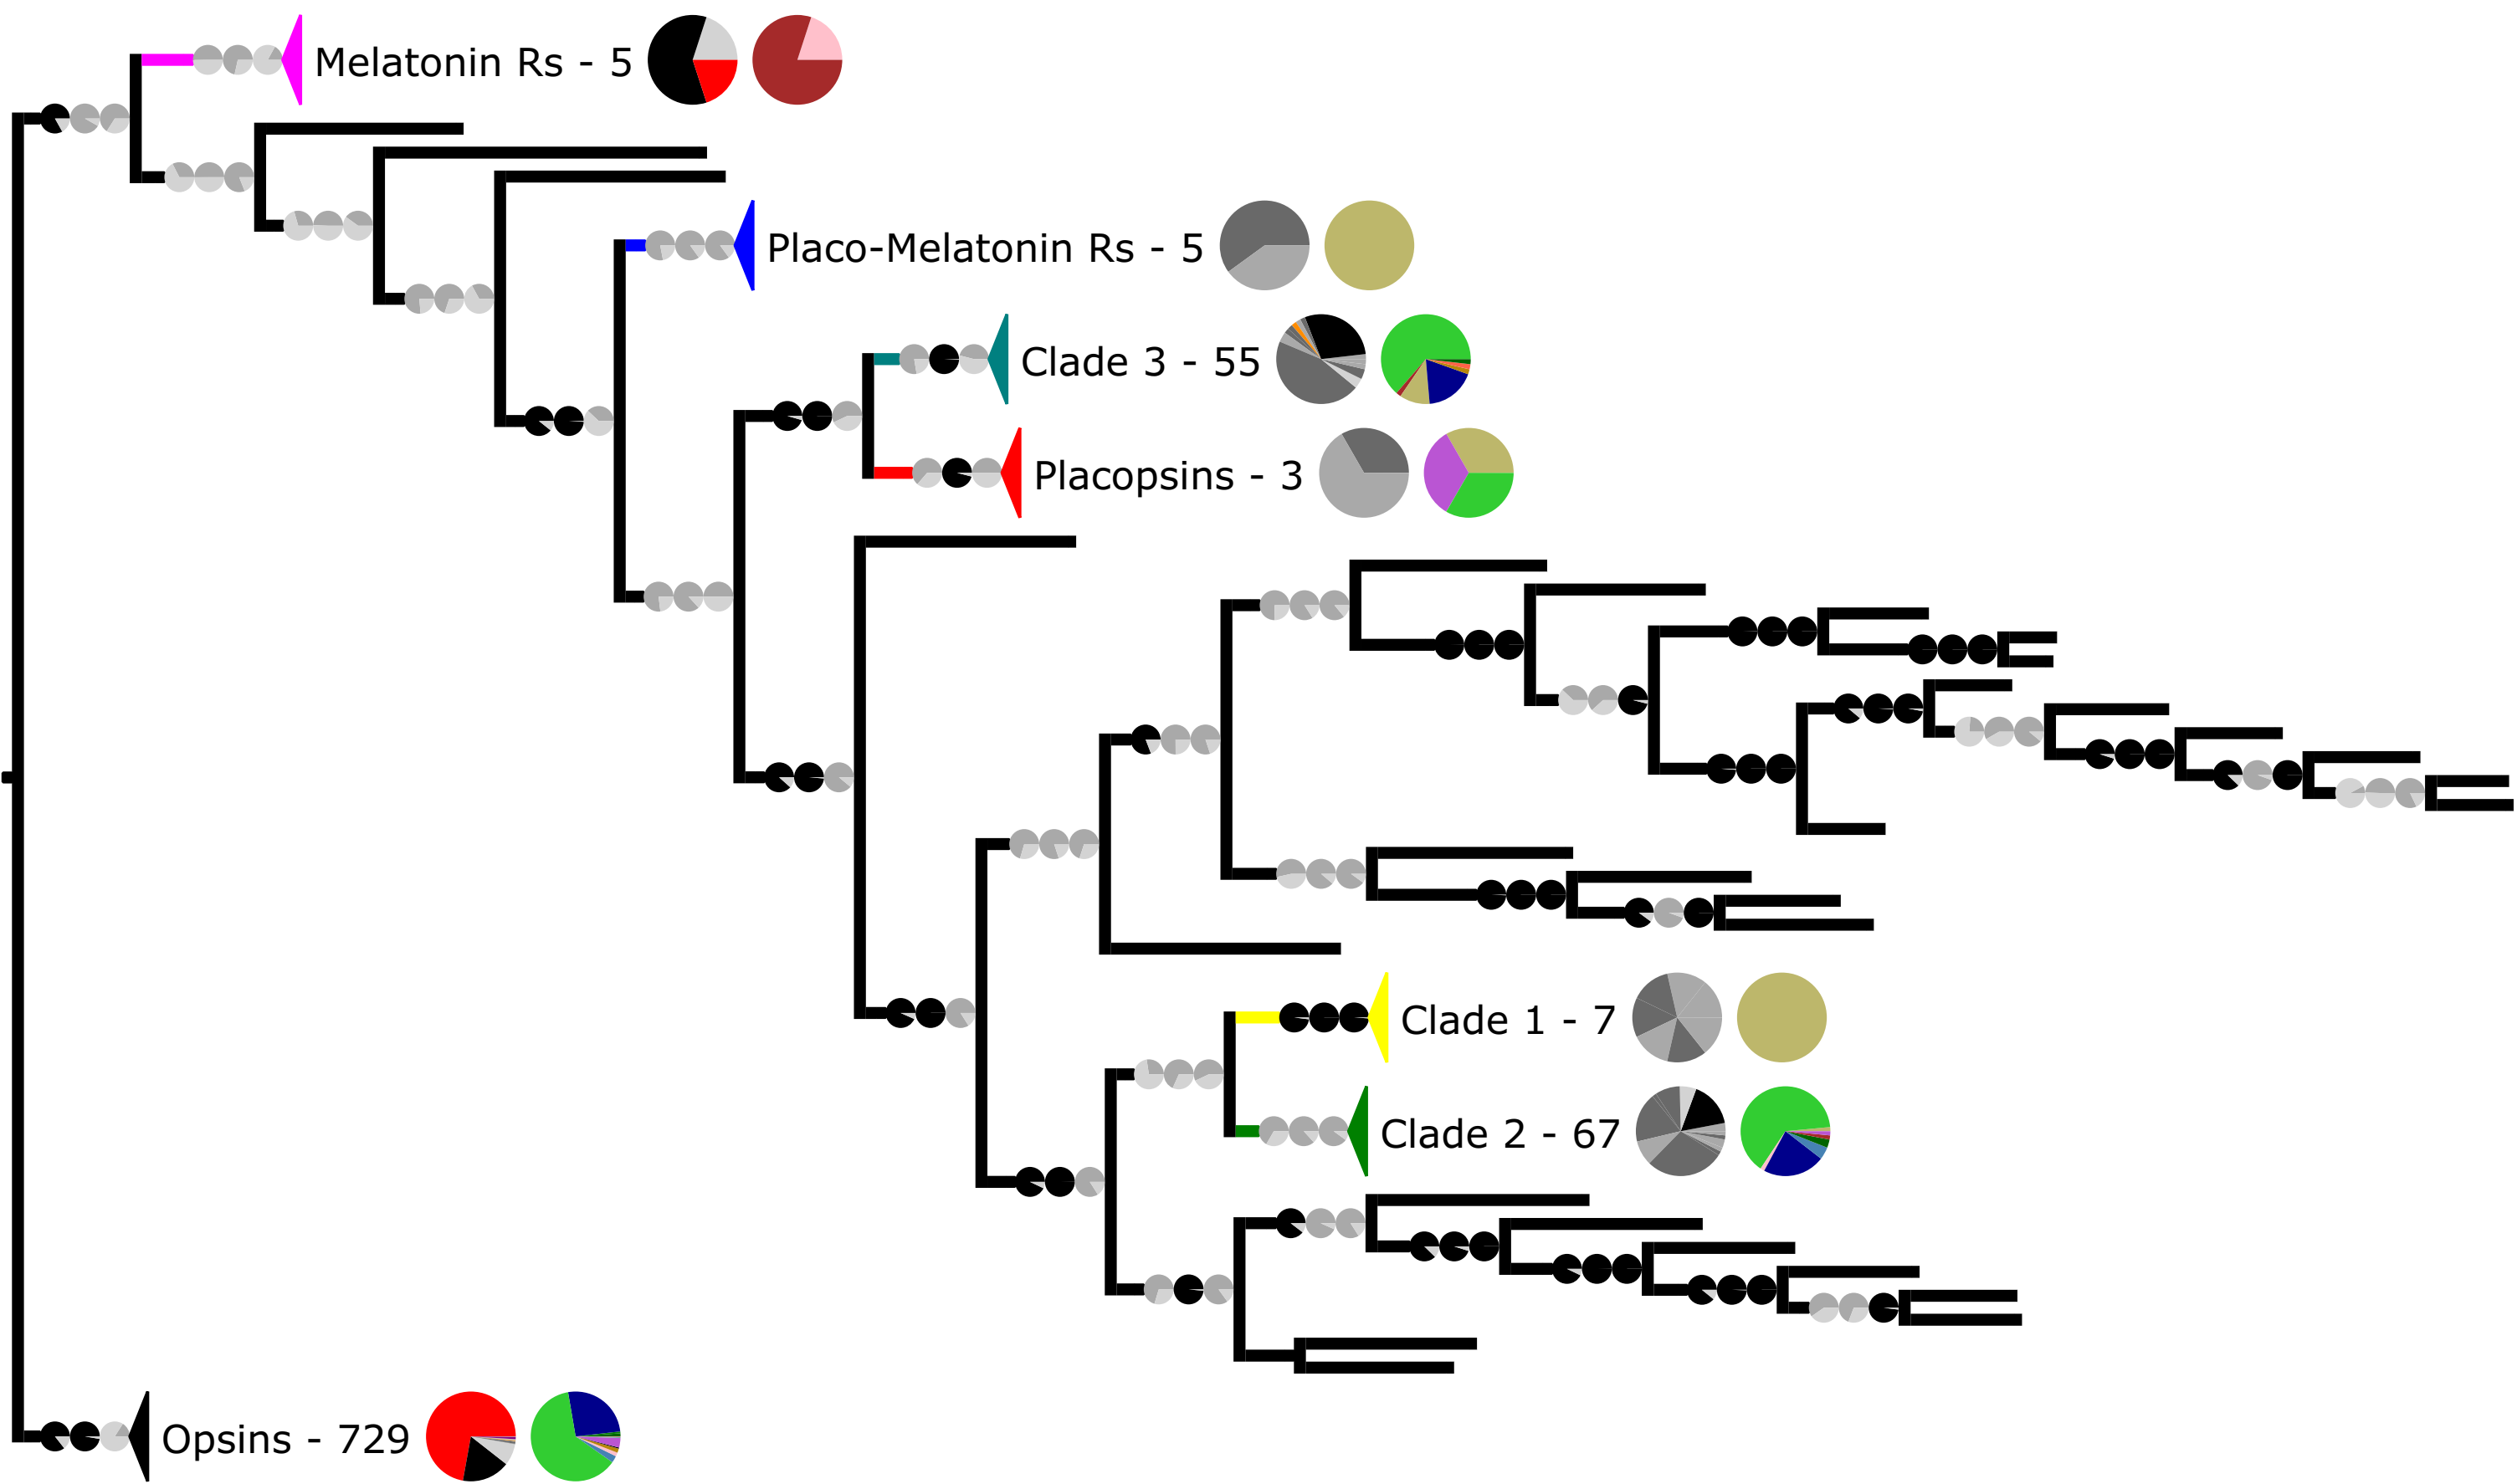 Melatonin Rs - 5
Placo-Melatonin Rs - 5
Clade 3 - 55
Placopsins - 3
Clade 1 - 7
Clade 2 - 67
Opsins - 729